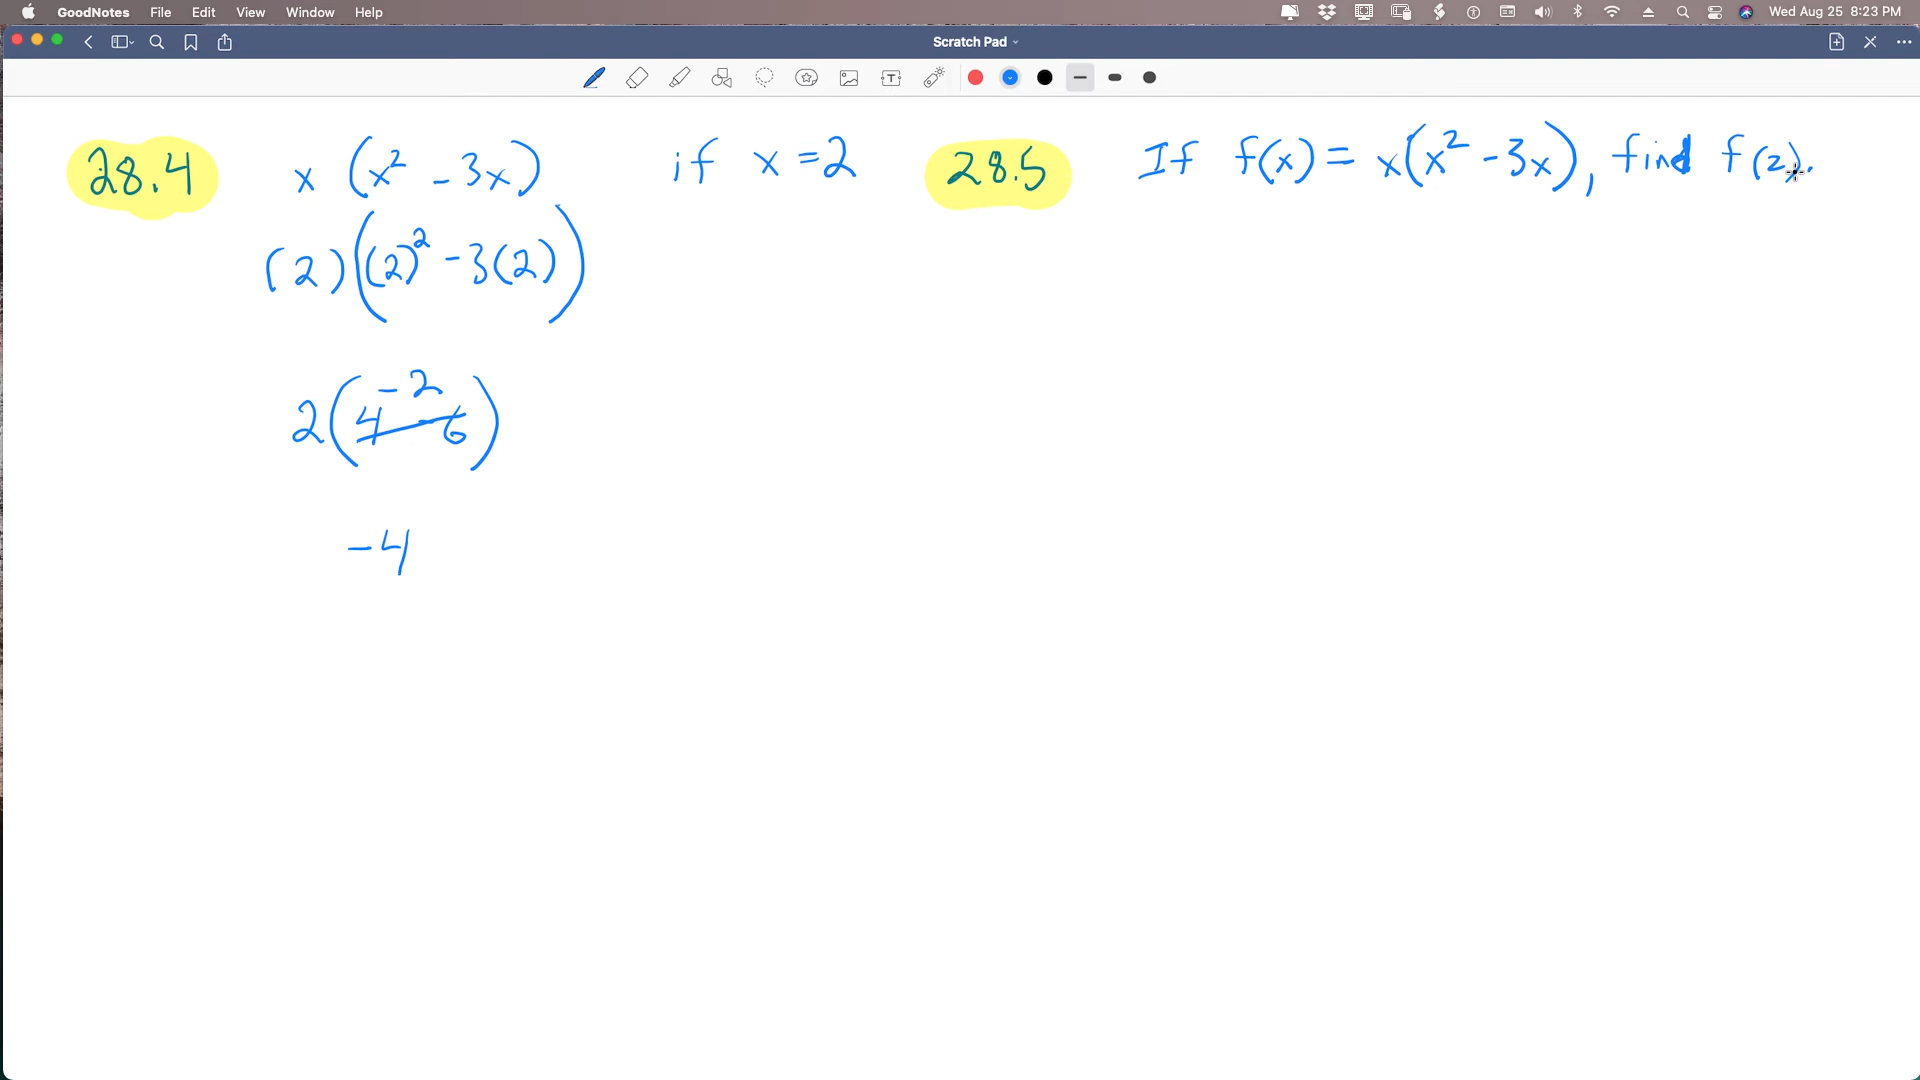 GoodNotes File Edit View Window Help Wed Aug 25 8:23 PM
Scratch Pad
28.4 x (x² - 3x) if x = 2
(2)((2)² - 3(2))
-2
2(4 - 6)
-4
28.5 If f(x) = x(x² - 3x), find f(2).